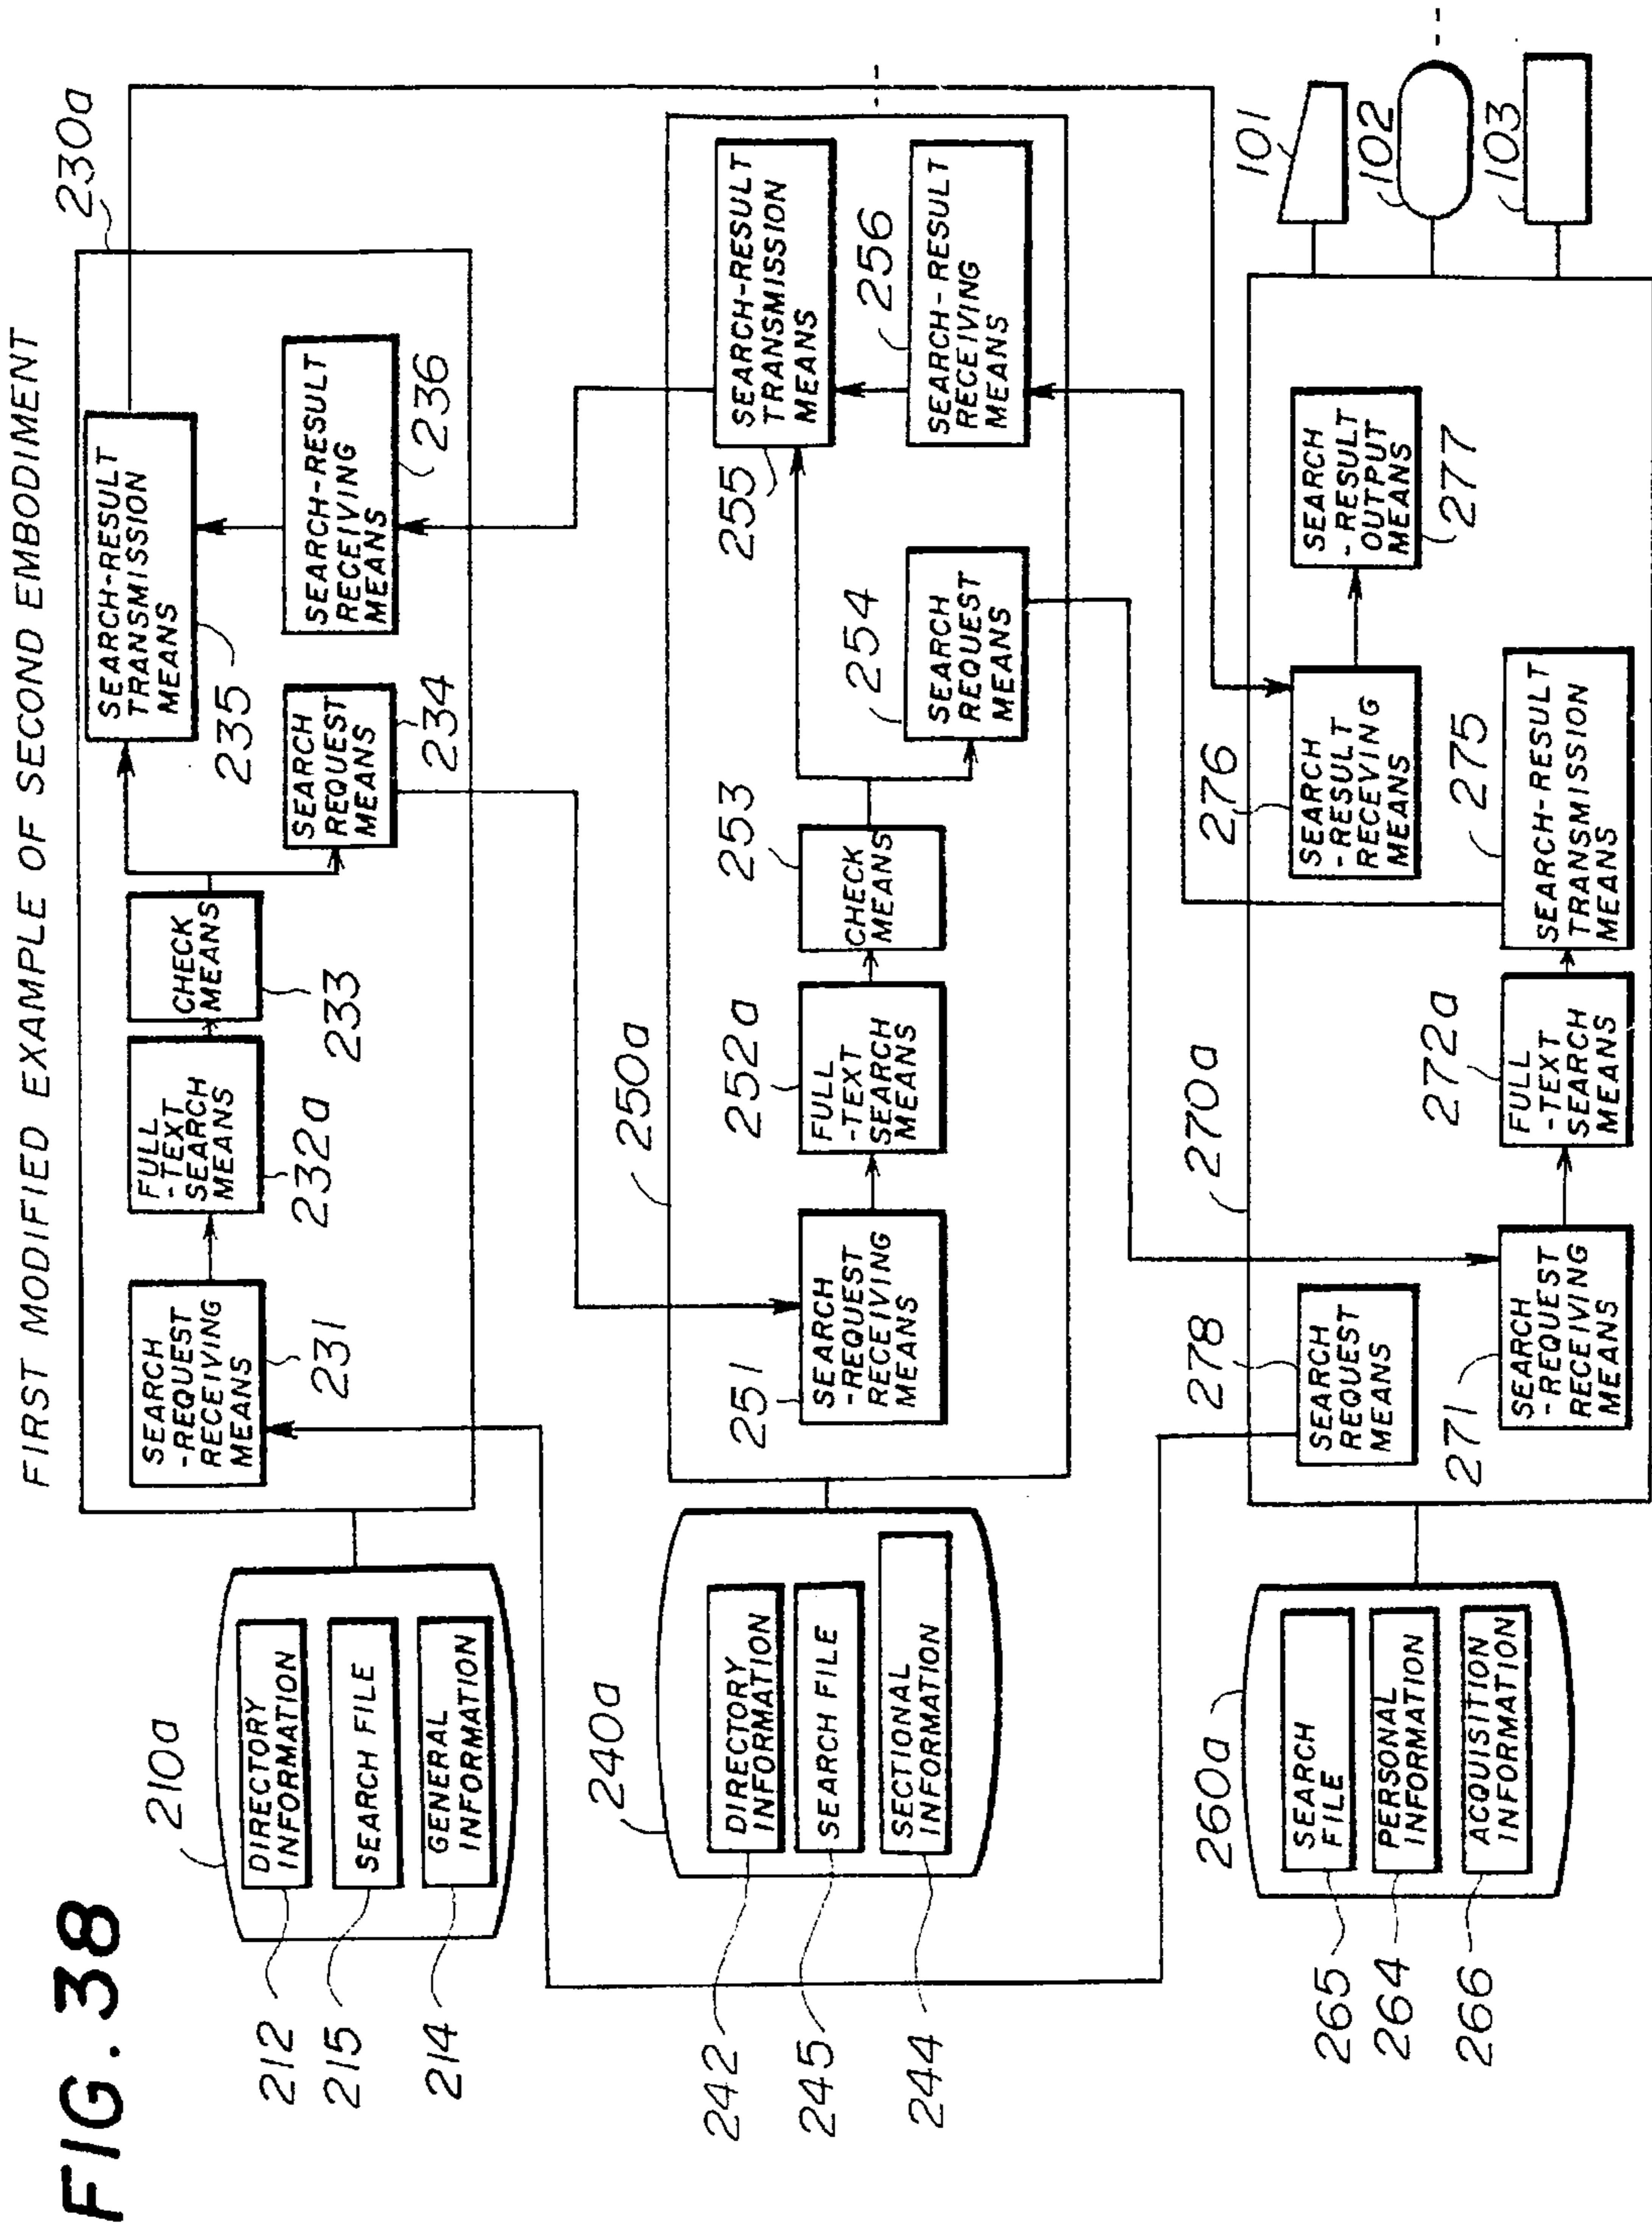 FIG. 38
FIRST MODIFIED EXAMPLE OF SECOND EMBODIMENT
210a
DIRECTORY
INFORMATION
SEARCH FILE
GENERAL
INFORMATION
212
215
214
230a
SEARCH
-REQUEST
RECEIVING
MEANS
231
FULL
-TEXT
SEARCH
MEANS
232a
CHECK
MEANS
233
SEARCH
REQUEST
MEANS
234
SEARCH-RESULT
TRANSMISSION
MEANS
235
SEARCH-RESULT
RECEIVING
MEANS
236
240a
DIRECTORY
INFORMATION
SEARCH FILE
SECTIONAL
INFORMATION
242
245
244
250a
251
SEARCH
-REQUEST
RECEIVING
MEANS
252a
FULL
-TEXT
SEARCH
MEANS
253
CHECK
MEANS
254
SEARCH
REQUEST
MEANS
255
SEARCH-RESULT
TRANSMISSION
MEANS
256
SEARCH-RESULT
RECEIVING
MEANS
260a
SEARCH
FILE
PERSONAL
INFORMATION
ACQUISITION
INFORMATION
265
264
266
270a
278
SEARCH
REQUEST
MEANS
271
SEARCH
-REQUEST
RECEIVING
MEANS
272a
FULL
-TEXT
SEARCH
MEANS
275
SEARCH-RESULT
TRANSMISSION
MEANS
276
SEARCH
-RESULT
RECEIVING
MEANS
SEARCH
-RESULT
OUTPUT
MEANS
277
101
102
103